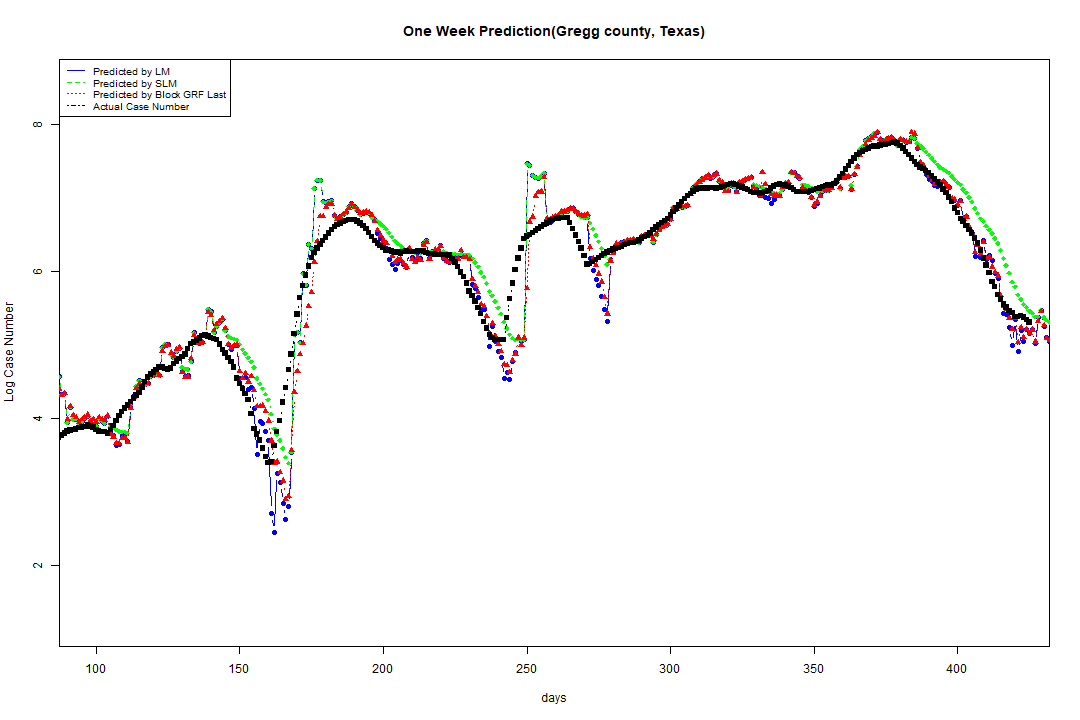 One Week Prediction(Gregg county, Texas)
Predicted by LM
Predicted by SLM
Predicted by Block GRF Last
Actual Case Number
8
6
4
2
Log Case Number
100 150 200 250 300 350 400
days